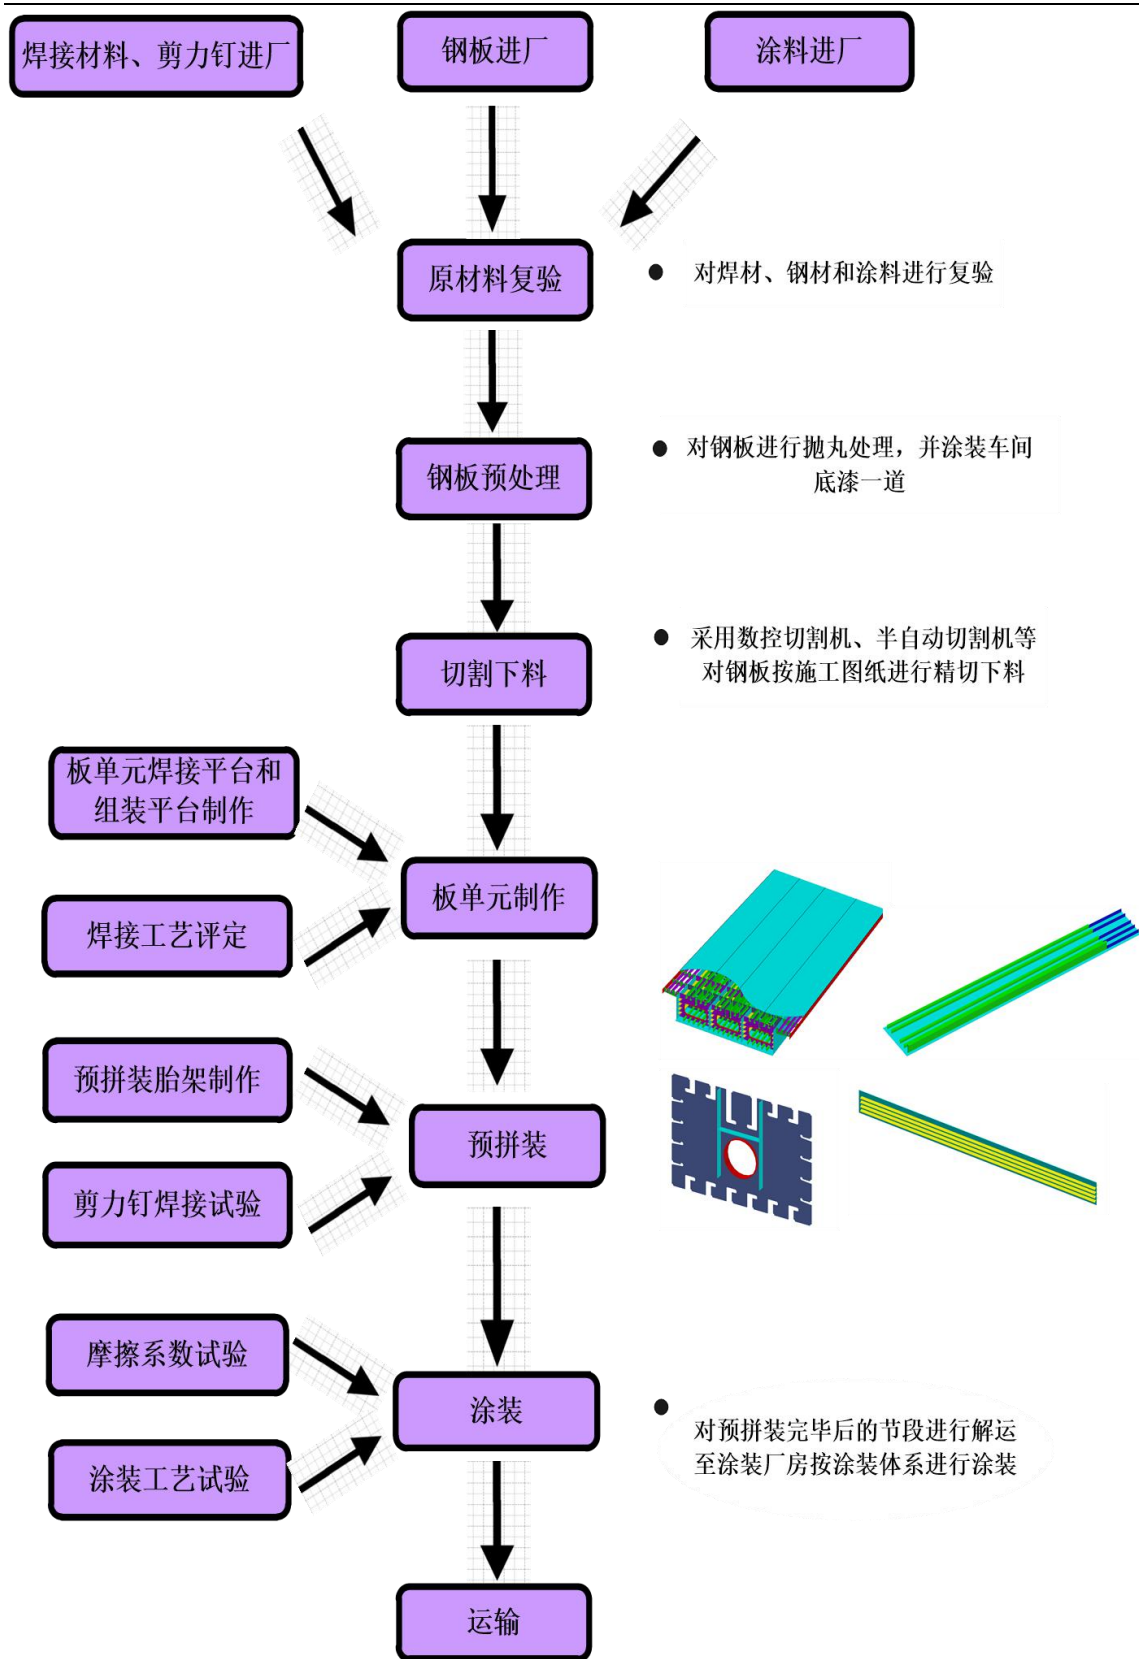 焊接材料、剪力钉进厂
钢板进厂
涂料进厂
原材料复验
对焊材、钢材和涂料进行复验
钢板预处理
对钢板进行抛丸处理，并涂装车间
底漆一道
切割下料
采用数控切割机、半自动切割机等
对钢板按施工图纸进行精切下料
板单元焊接平台和
组装平台制作
板单元制作
焊接工艺评定
预拼装胎架制作
预拼装
剪力钉焊接试验
摩擦系数试验
涂装
对预拼装完毕后的节段进行解运
至涂装厂房按涂装体系进行涂装
涂装工艺试验
运输